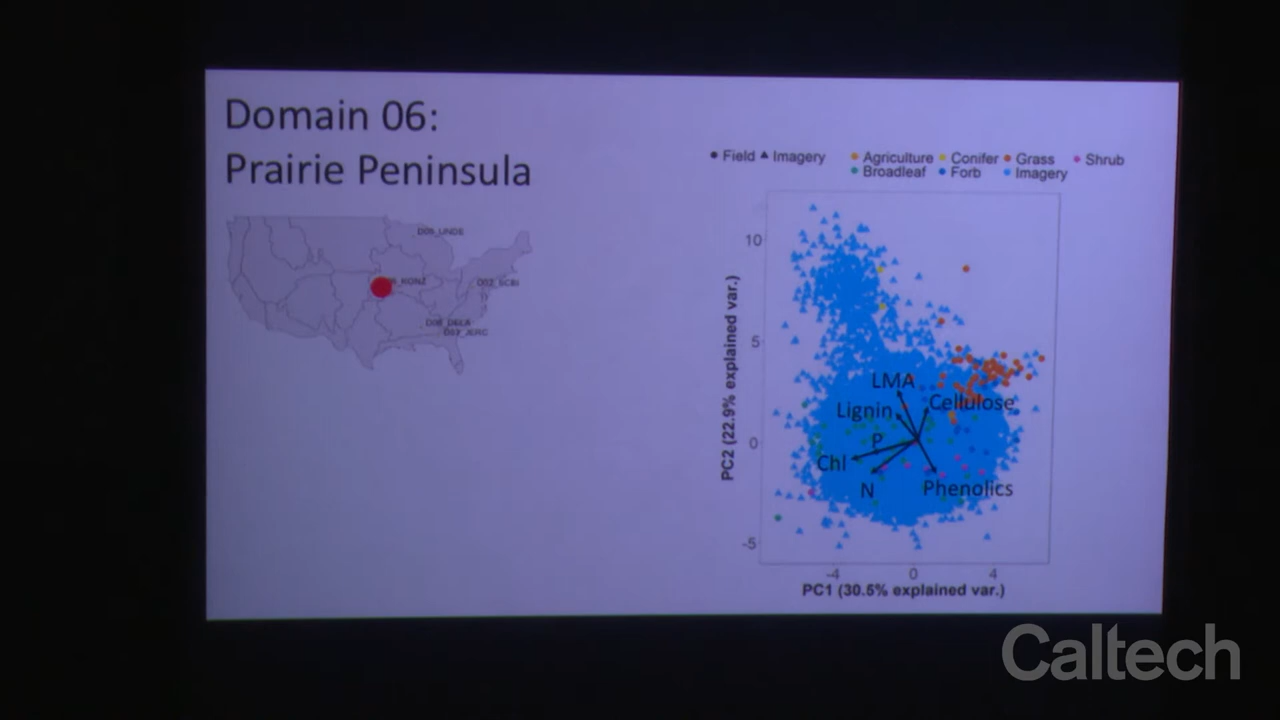 Domain 06:
Prairie Peninsula
D05_UNDE
D02_SCBI
D08_DELA
D03_JERC
Field Imagery
Agriculture Conifer Grass Shrub
Broadleaf Forb Imagery
10
5
0
-5
PC2 (22.9% explained var.)
LMA
Cellulose
Lignin
P
Chl
N
Phenolics
-4 0 4
PC1 (30.5% explained var.)
Caltech